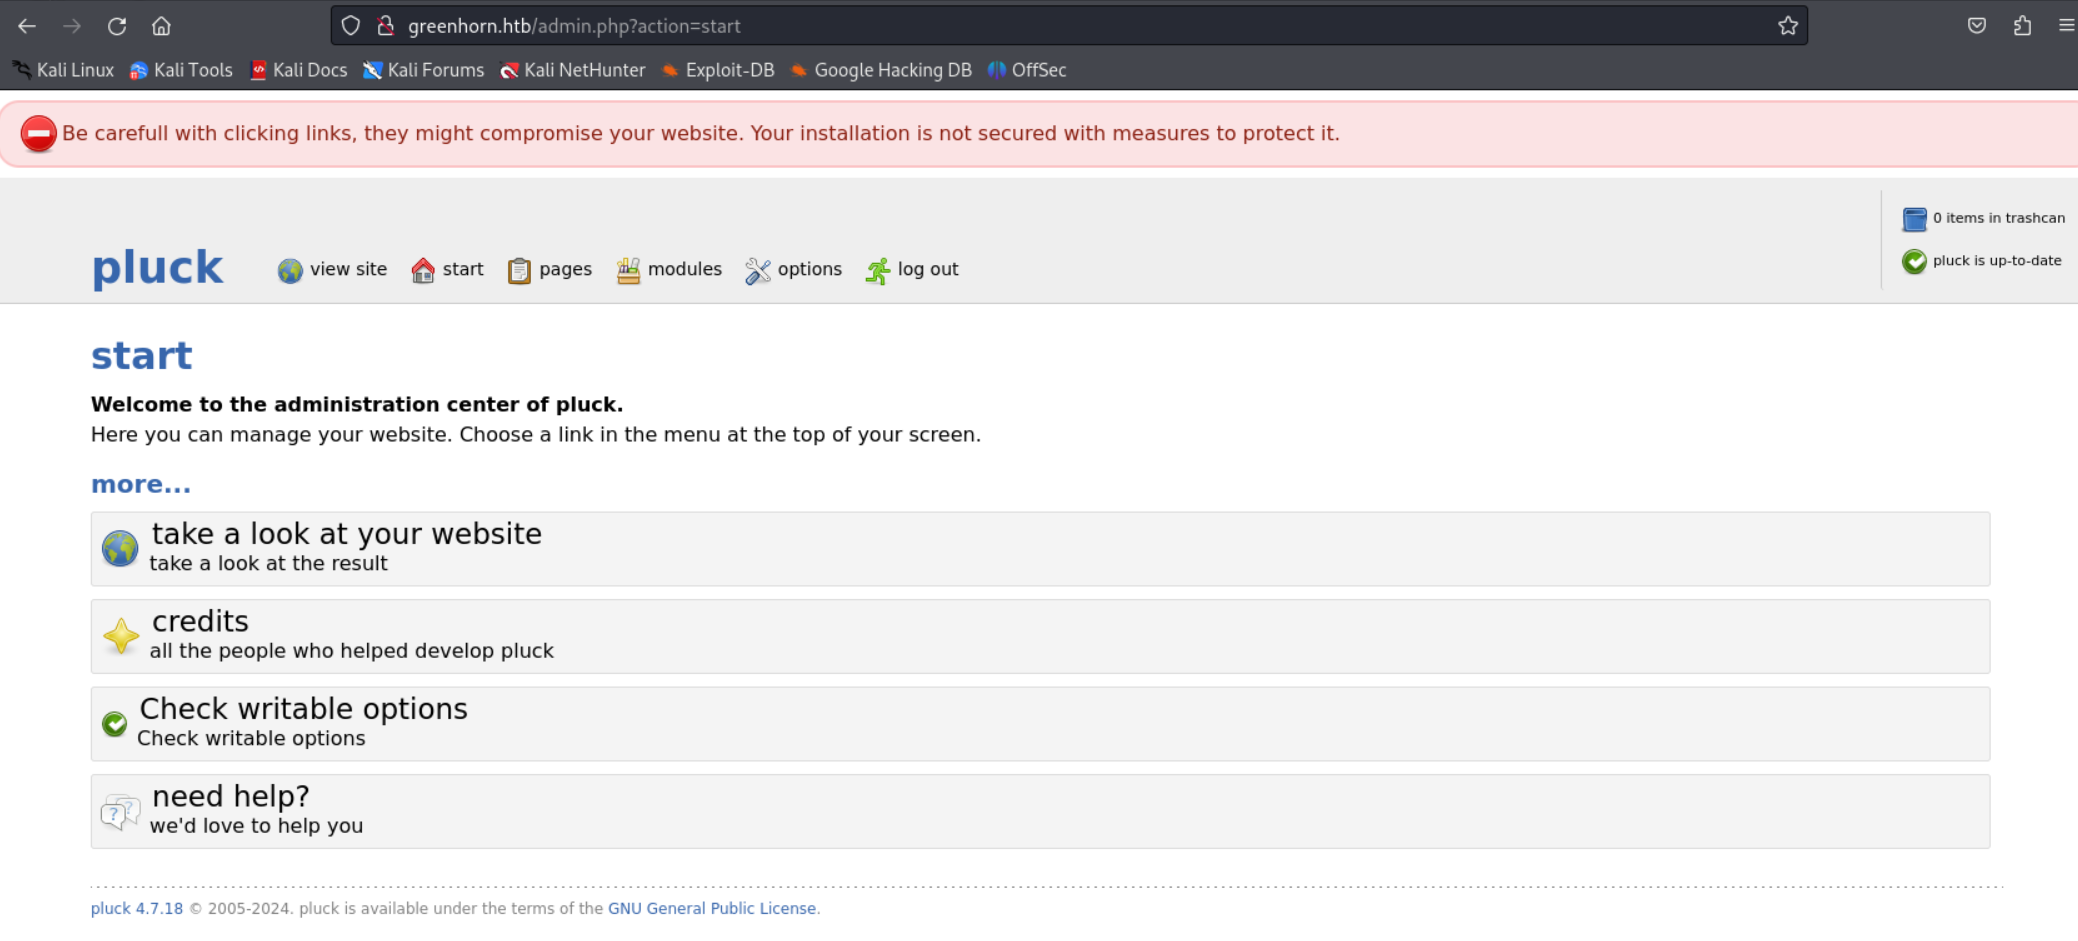 greenhorn.htb/admin.php?action=start
Kali Linux Kali Tools Kali Docs Kali Forums Kali NetHunter Exploit-DB Google Hacking DB OffSec
Be carefull with clicking links, they might compromise your website. Your installation is not secured with measures to protect it.
0 items in trashcan
pluck is up-to-date
pluck view site start pages modules options log out
start
Welcome to the administration center of pluck.
Here you can manage your website. Choose a link in the menu at the top of your screen.
more...
take a look at your website
take a look at the result
credits
all the people who helped develop pluck
Check writable options
Check writable options
need help?
we'd love to help you
pluck 4.7.18 © 2005-2024. pluck is available under the terms of the GNU General Public License.